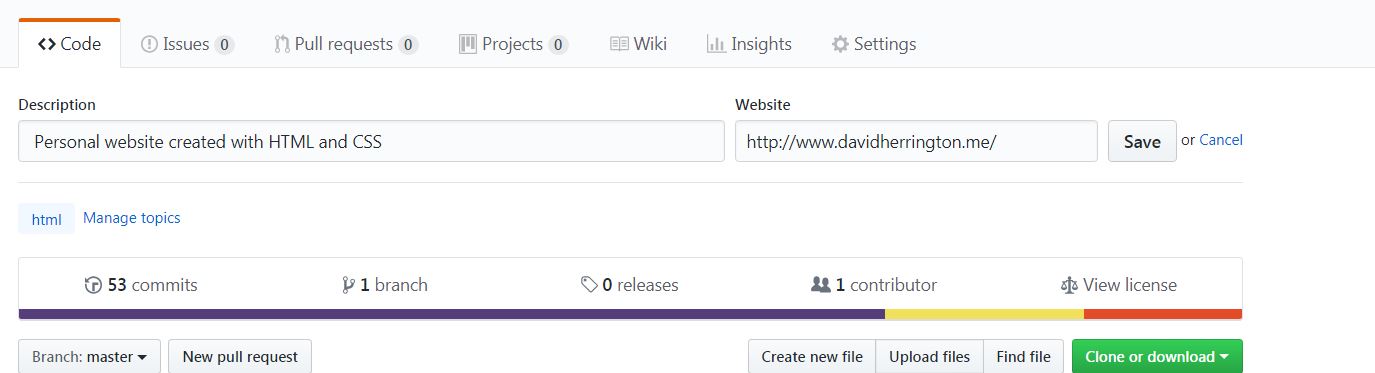 Code Issues 0 Pull requests 0 Projects 0 Wiki Insights Settings
Description Website
Personal website created with HTML and CSS http://www.davidherrington.me/ Save or Cancel
html Manage topics
53 commits 1 branch 0 releases 1 contributor View license
Branch: master New pull request Create new file Upload files Find file Clone or download